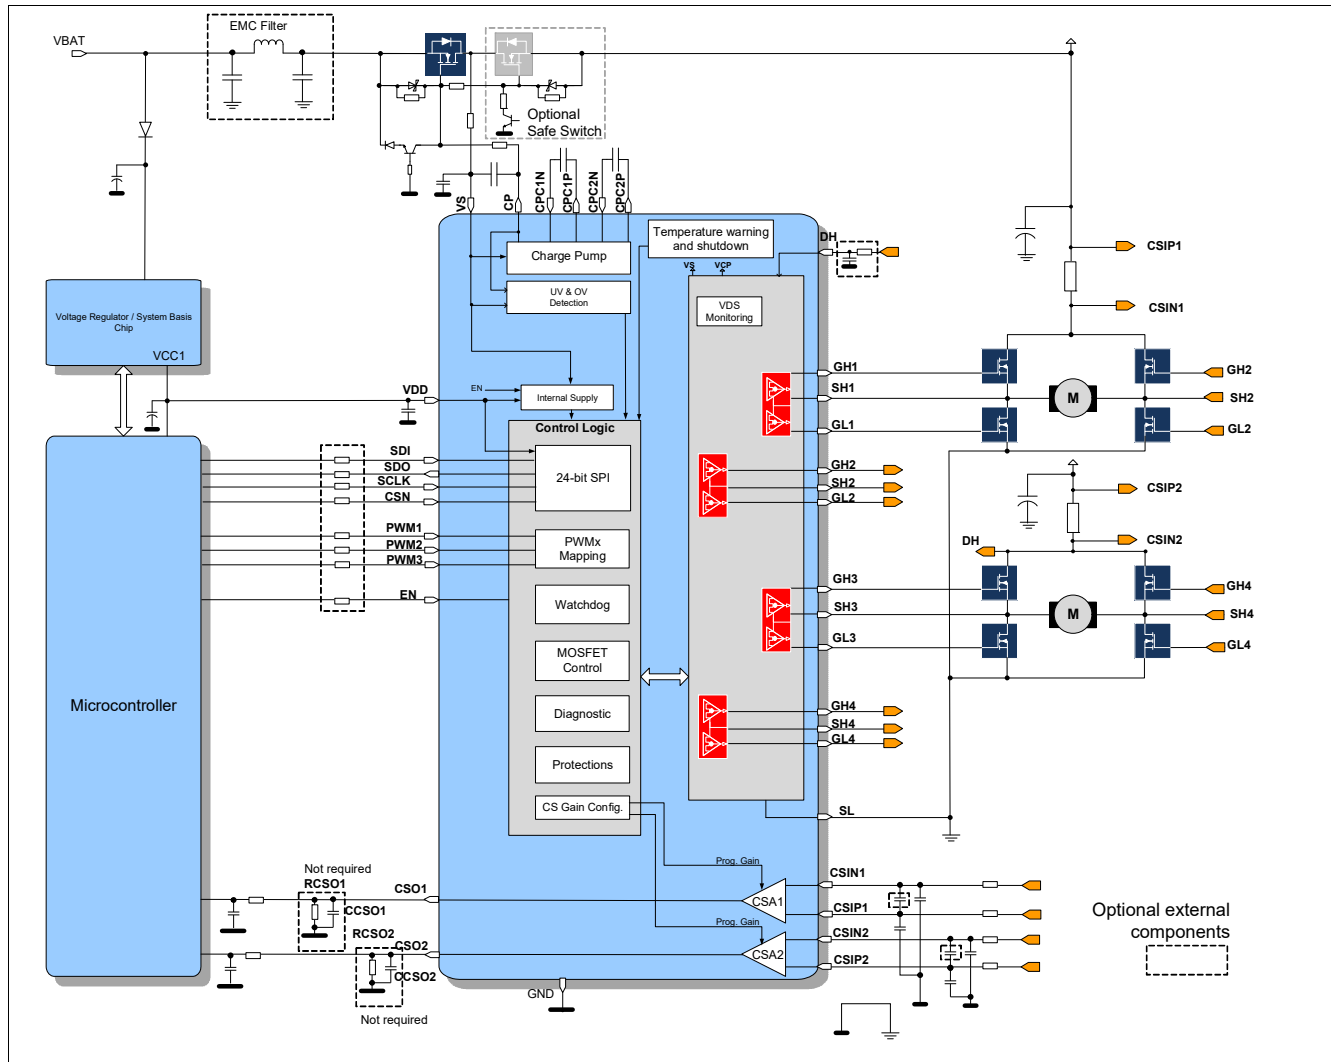 EMC Filter
VBAT
Optional
Safe Switch
VS
CP
CPC1N
CPC1P
CPC2N
CPC2P
Temperature warning
and shutdown
DH
Charge Pump
VS
VCP
UV & OV
Detection
VDS
Monitoring
CSIP1
CSIN1
Voltage Regulator / System Basis
Chip
VCC1
VDD
EN
Internal Supply
Control Logic
GH1
SH1
GL1
M
GH2
SH2
GL2
SDI
SDO
SCLK
CSN
24-bit SPI
GH2
SH2
GL2
CSIP2
CSIN2
DH
PWM1
PWM2
PWM3
PWMx
Mapping
EN
Watchdog
GH3
SH3
GL3
M
GH4
SH4
GL4
MOSFET
Control
Microcontroller
Diagnostic
GH4
SH4
GL4
Protections
CS Gain Config.
SL
Prog. Gain
Not required
RCSO1
CCSO1
CSO1
CSA1
CSIN1
CSIP1
Prog. Gain
RCSO2
CSO2
CCSO2
CSA2
CSIN2
CSIP2
Not required
GND
Optional external
components